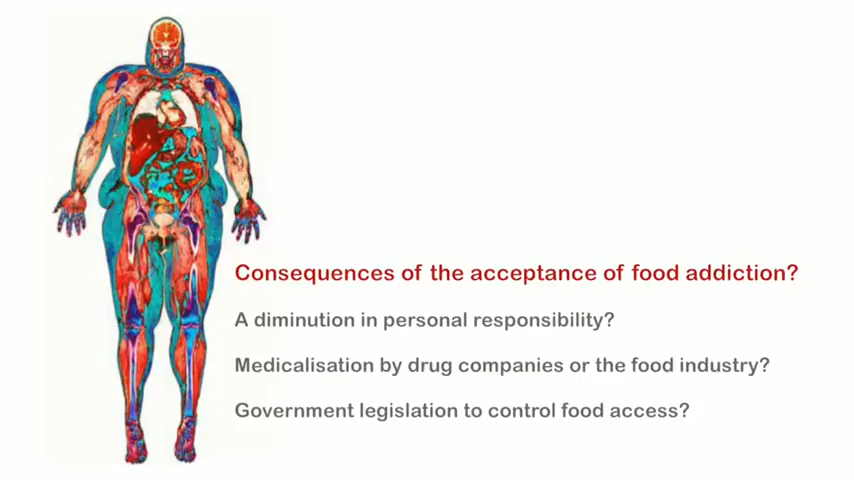 Consequences of the acceptance of food addiction?
A diminution in personal responsibility?
Medicalisation by drug companies or the food industry?
Government legislation to control food access?